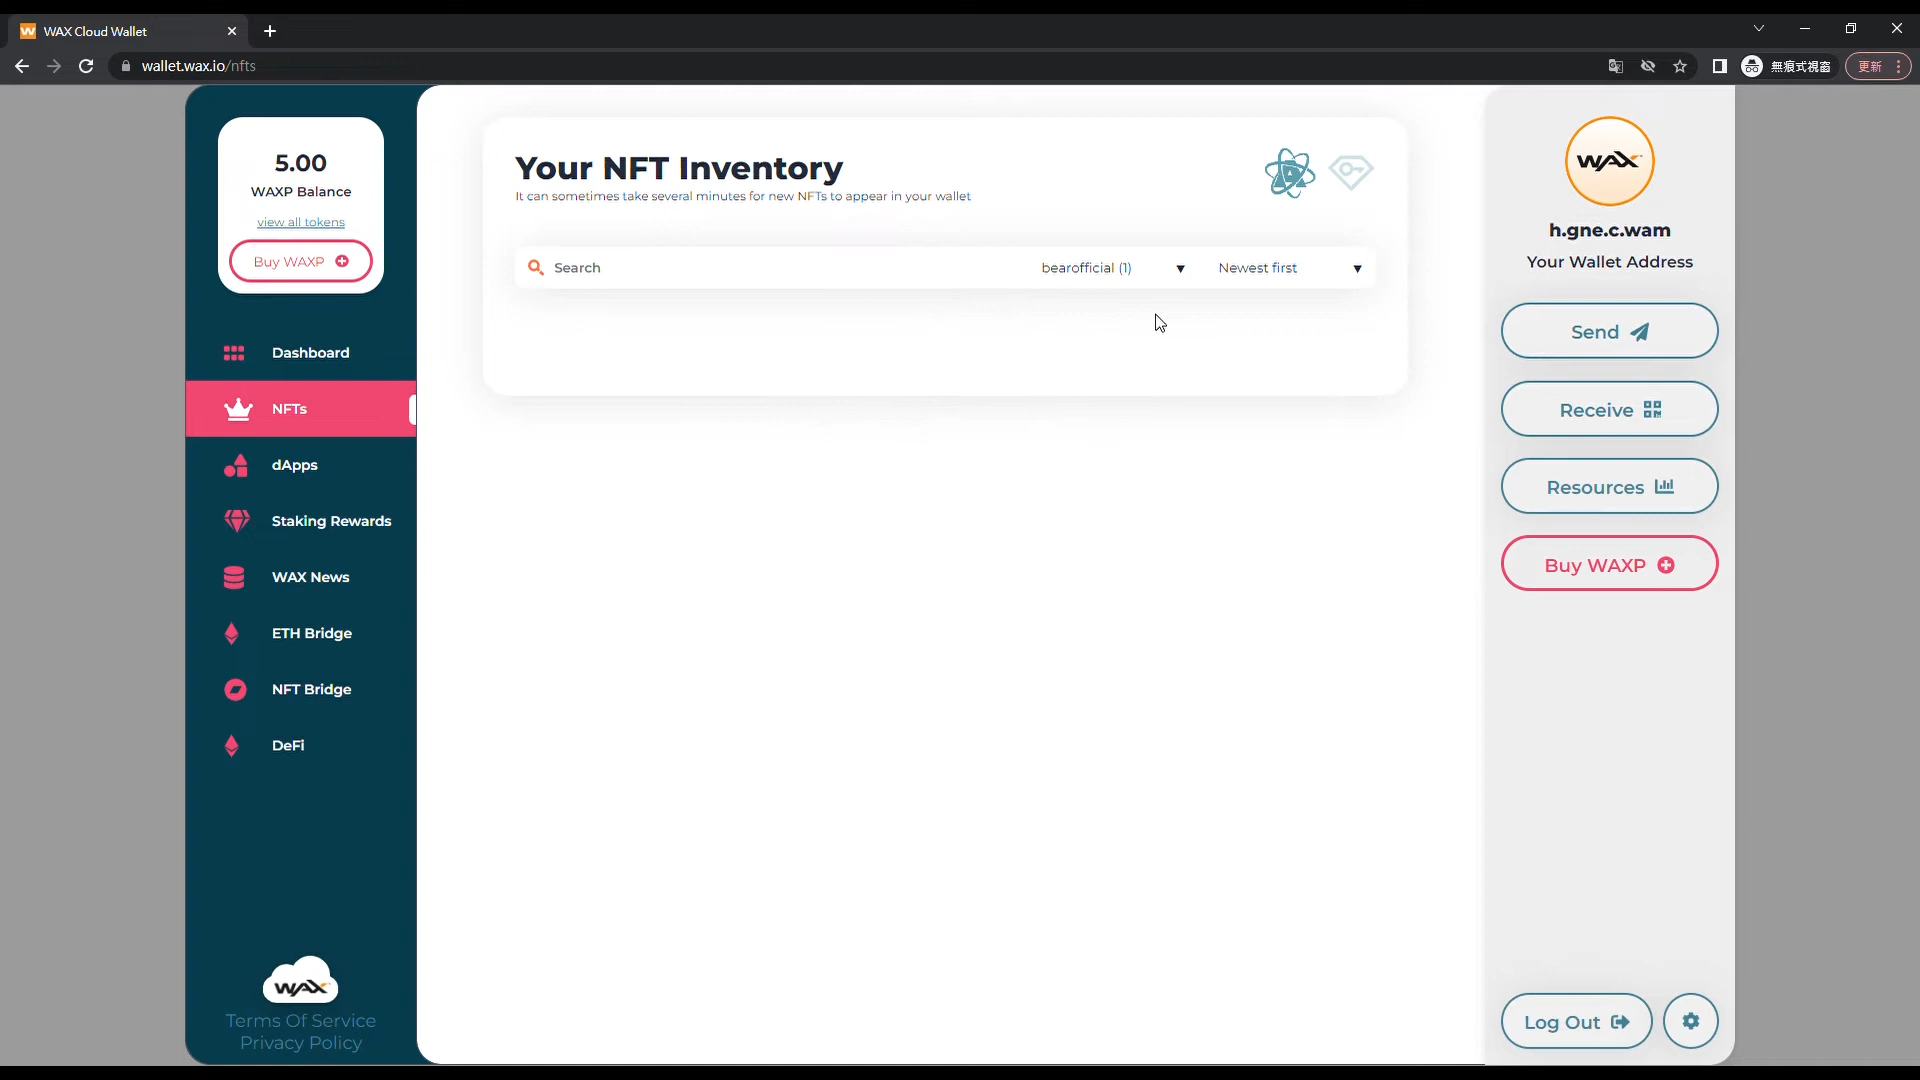 WAX Cloud Wallet
wallet.wax.io/nfts
無痕式視窗
更新
5.00
WAXP Balance
view all tokens
Buy WAXP
Dashboard
NFTs
dApps
Staking Rewards
WAX News
ETH Bridge
NFT Bridge
DeFi
WAX
Terms Of Service
Privacy Policy
Your NFT Inventory
It can sometimes take several minutes for new NFTs to appear in your wallet
Search
bearofficial (1)
Newest first
WAX
h.gne.c.wam
Your Wallet Address
Send
Receive
Resources
Buy WAXP
Log Out